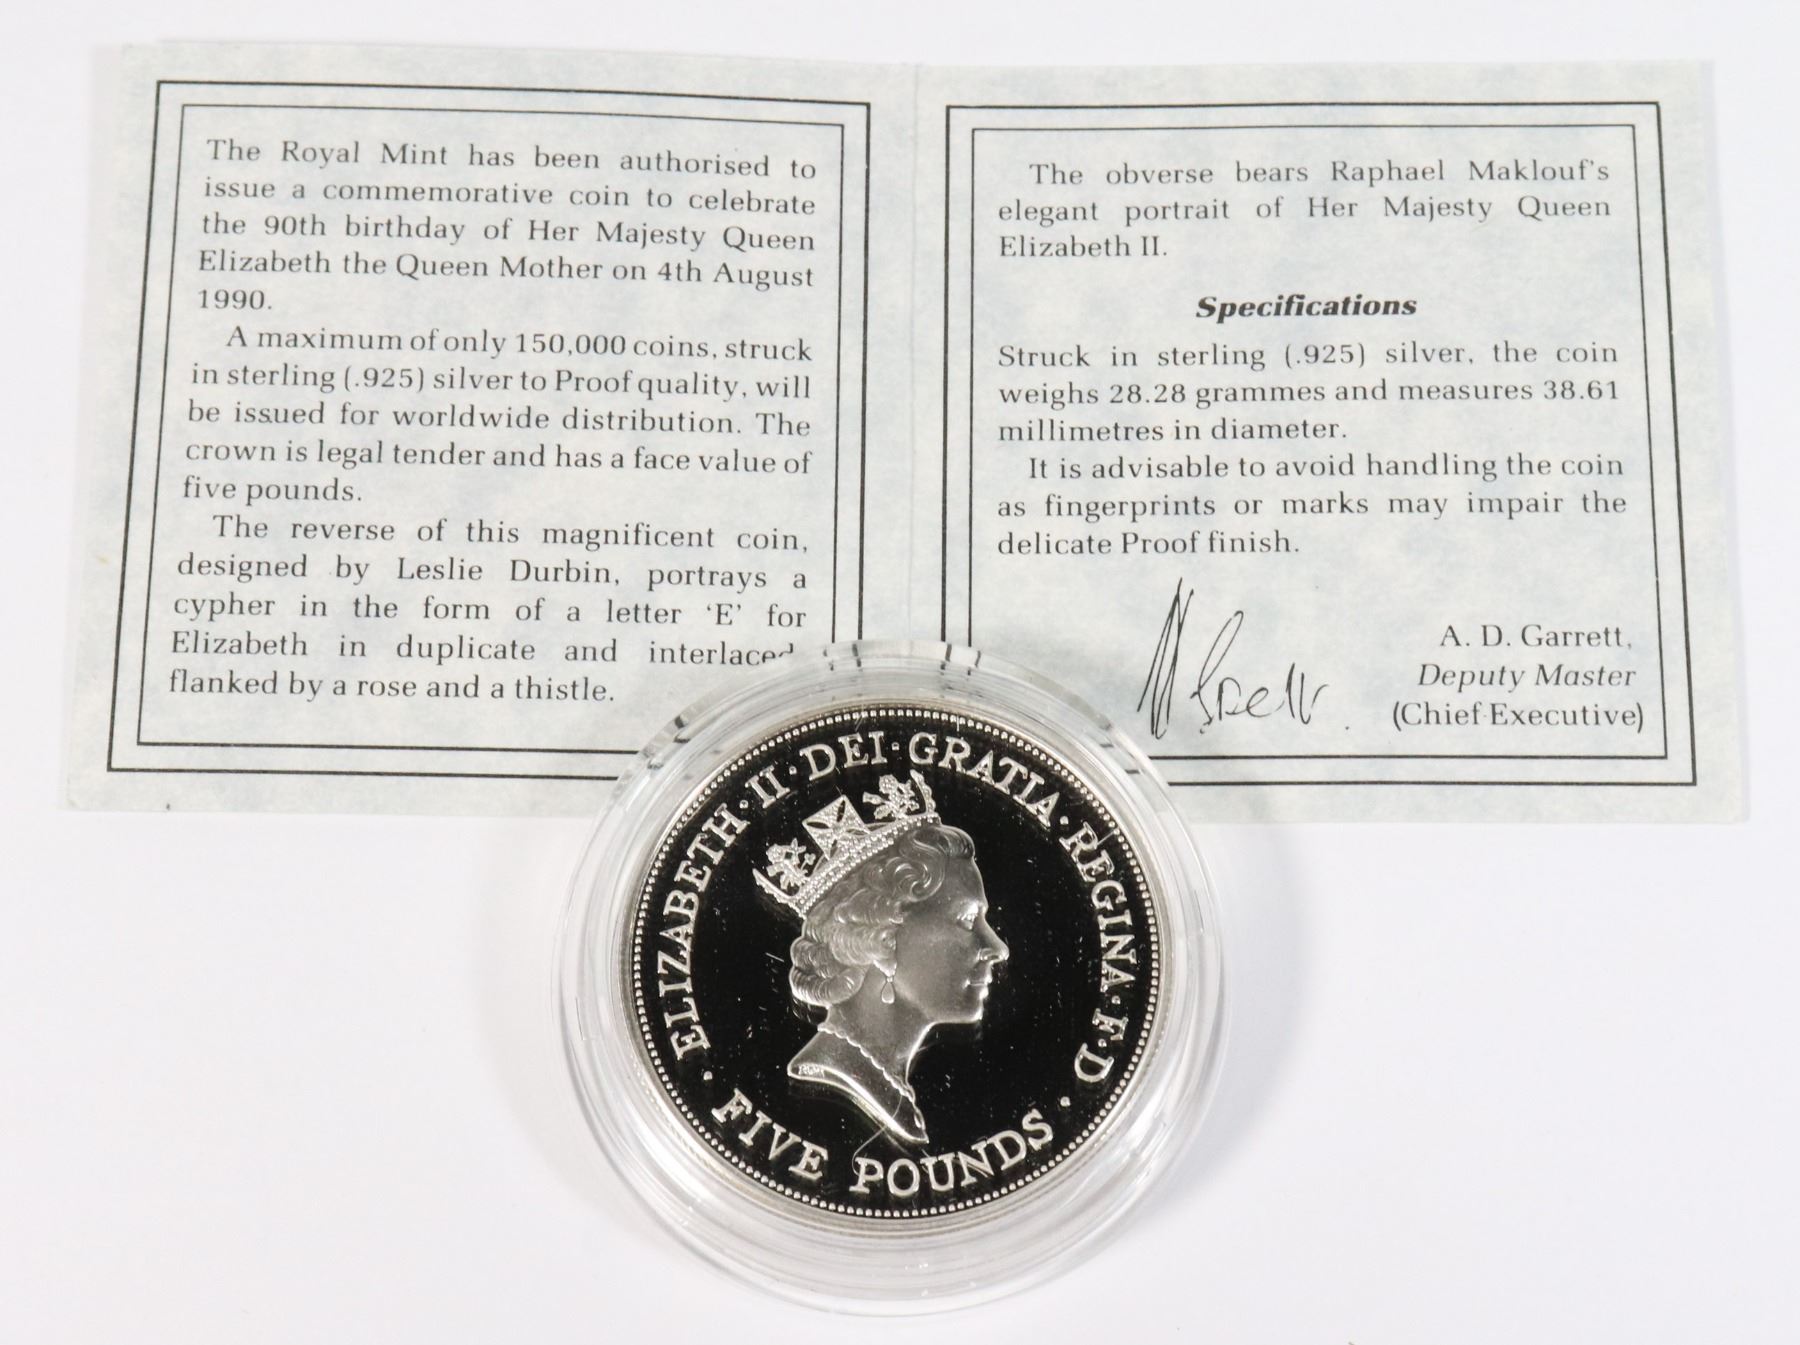 The Royal Mint has been authorised to
issue a commemorative coin to celebrate
the 90th birthday of Her Majesty Queen
Elizabeth the Queen Mother on 4th August
1990.
A maximum of only 150,000 coins, struck
in sterling (.925) silver to Proof quality, will
be issued for worldwide distribution. The
crown is legal tender and has a face value of
five pounds.
The reverse of this magnificent coin,
designed by Leslie Durbin, portrays a
cypher in the form of a letter ‘E’ for
Elizabeth in duplicate and interlaced
flanked by a rose and a thistle.
The obverse bears Raphael Maklouf's
elegant portrait of Her Majesty Queen
Elizabeth II.
Specifications
Struck in sterling (.925) silver, the coin
weighs 28.28 grammes and measures 38.61
millimetres in diameter.
It is advisable to avoid handling the coin
as fingerprints or marks may impair the
delicate Proof finish.
A. D. Garrett,
Deputy Master
(Chief Executive)
ELIZABETH·II·DEI·GRATIA·REGINA·F·D
·FIVE POUNDS·
RDM